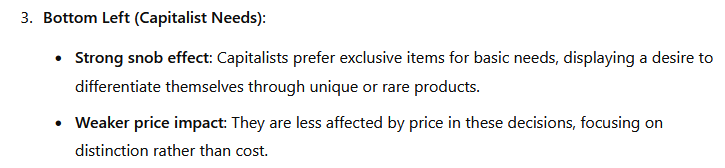 3. Bottom Left (Capitalist Needs):
• Strong snob effect: Capitalists prefer exclusive items for basic needs, displaying a desire to
differentiate themselves through unique or rare products.
• Weaker price impact: They are less affected by price in these decisions, focusing on
distinction rather than cost.